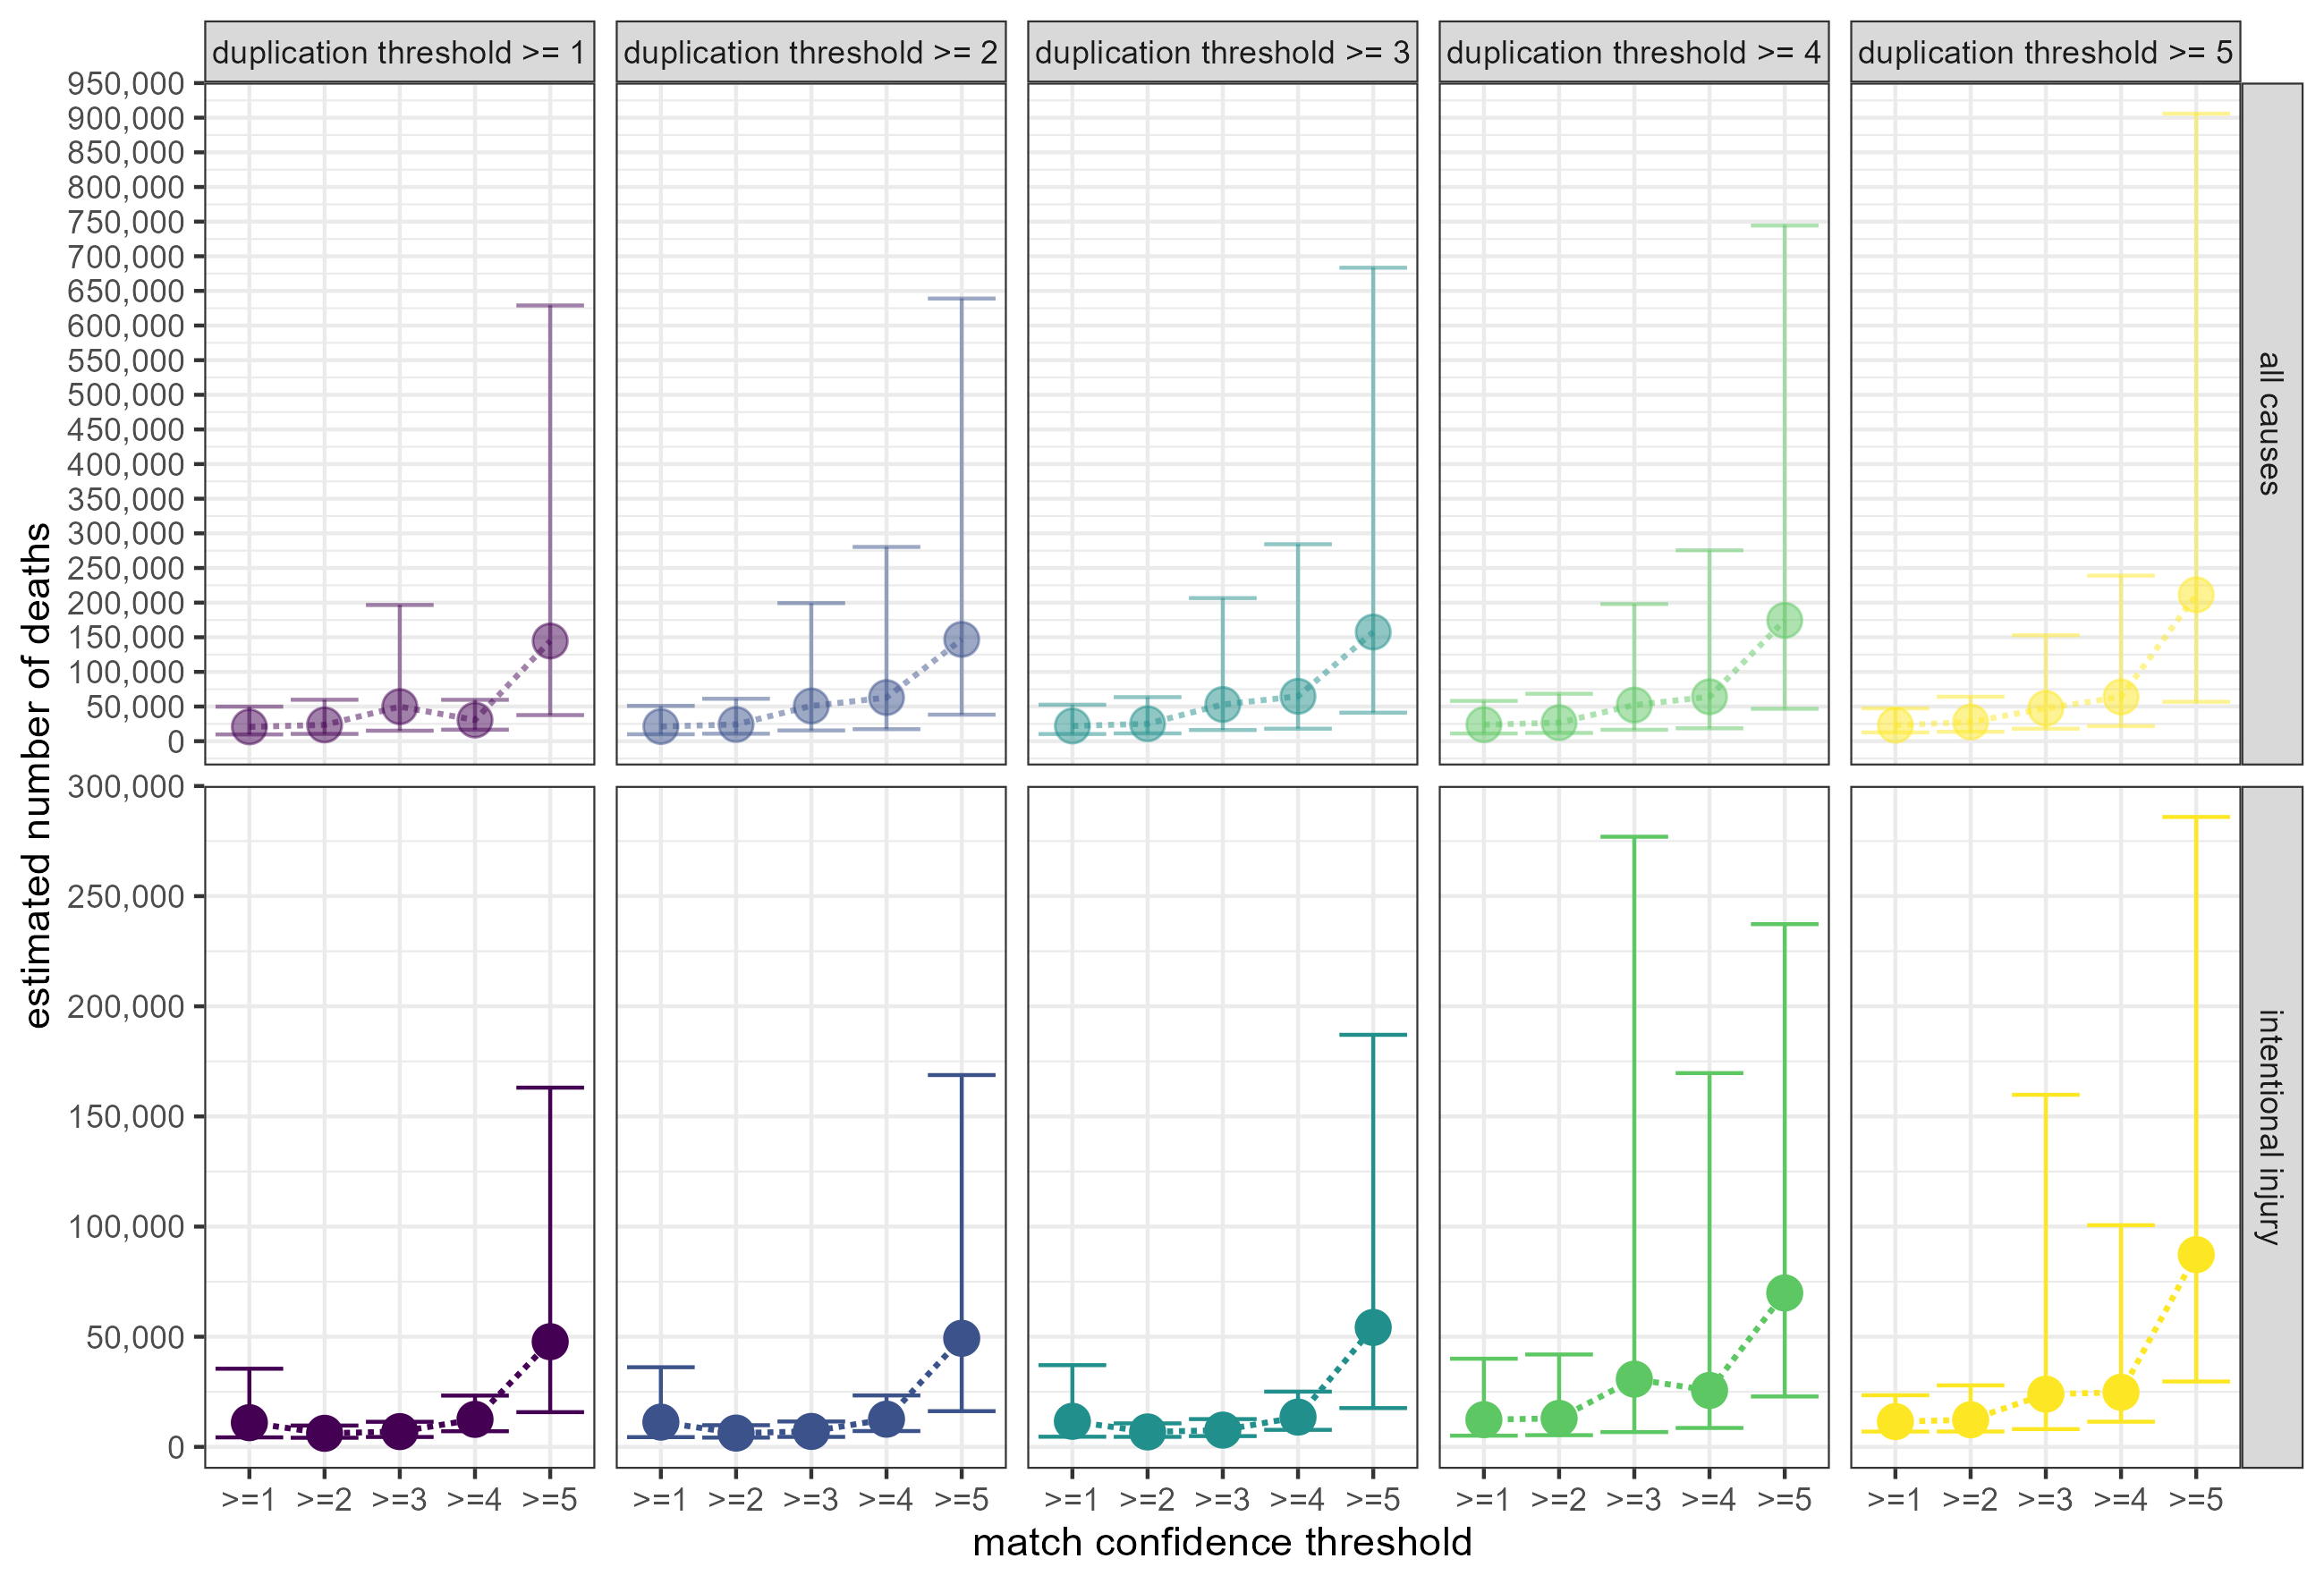 duplication threshold >= 1
duplication threshold >= 2
duplication threshold >= 3
duplication threshold >= 4
duplication threshold >= 5
estimated number of deaths
950,000
900,000
850,000
800,000
750,000
700,000
650,000
600,000
550,000
500,000
450,000
400,000
350,000
300,000
250,000
200,000
150,000
100,000
50,000
0
all causes
300,000
250,000
200,000
150,000
100,000
50,000
0
intentional injury
>=1 >=2 >=3 >=4 >=5
>=1 >=2 >=3 >=4 >=5
>=1 >=2 >=3 >=4 >=5
>=1 >=2 >=3 >=4 >=5
>=1 >=2 >=3 >=4 >=5
match confidence threshold